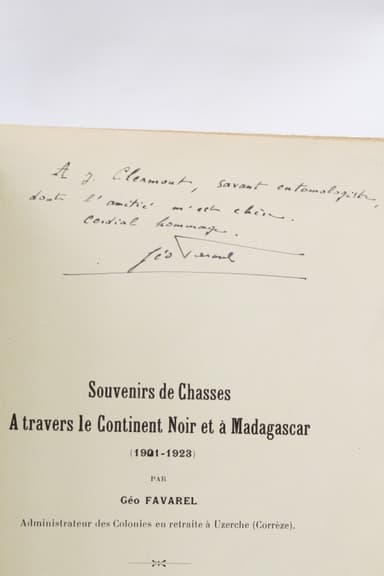 A J. Clermont, savant entomologiste,
dont l'amitié m'est chère.
Cordial hommage.
Géo Favarel
Souvenirs de Chasses
A travers le Continent Noir et à Madagascar
(1901-1923)
PAR
Géo FAVAREL
Administrateur des Colonies en retraite à Uzerche (Corrèze).